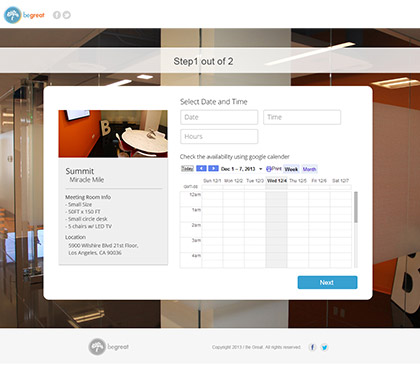 begreat
Step1 out of 2
Select Date and Time
Date
Time
Hours
Summit
Miracle Mile
Meeting Room Info
- Small Size
- 50FT x 150 FT
- Small circle desk
- 5 chairs w/ LED TV
Location
5900 Wilshire Blvd 21st Floor,
Los Angeles, CA 90036
Check the availability using google calender
Today Dec 1 – 7, 2013 Print Week Month
Sun 12/1 Mon 12/2 Tue 12/3 Wed 12/4 Thu 12/5 Fri 12/6 Sat 12/7
12am
1am
2am
3am
4am
Next
begreat
Copyright 2013 / Be Great. All rights reserved.